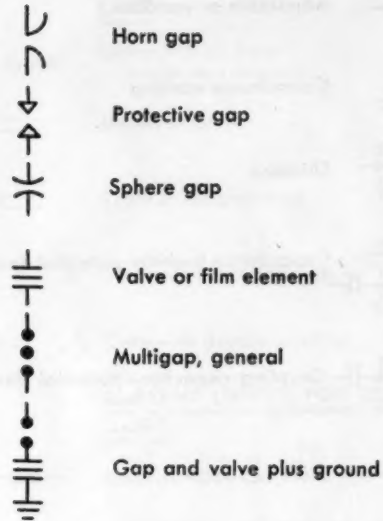 Horn gap
Protective gap
Sphere gap
Valve or film element
Multigap, general
Gap and valve plus ground